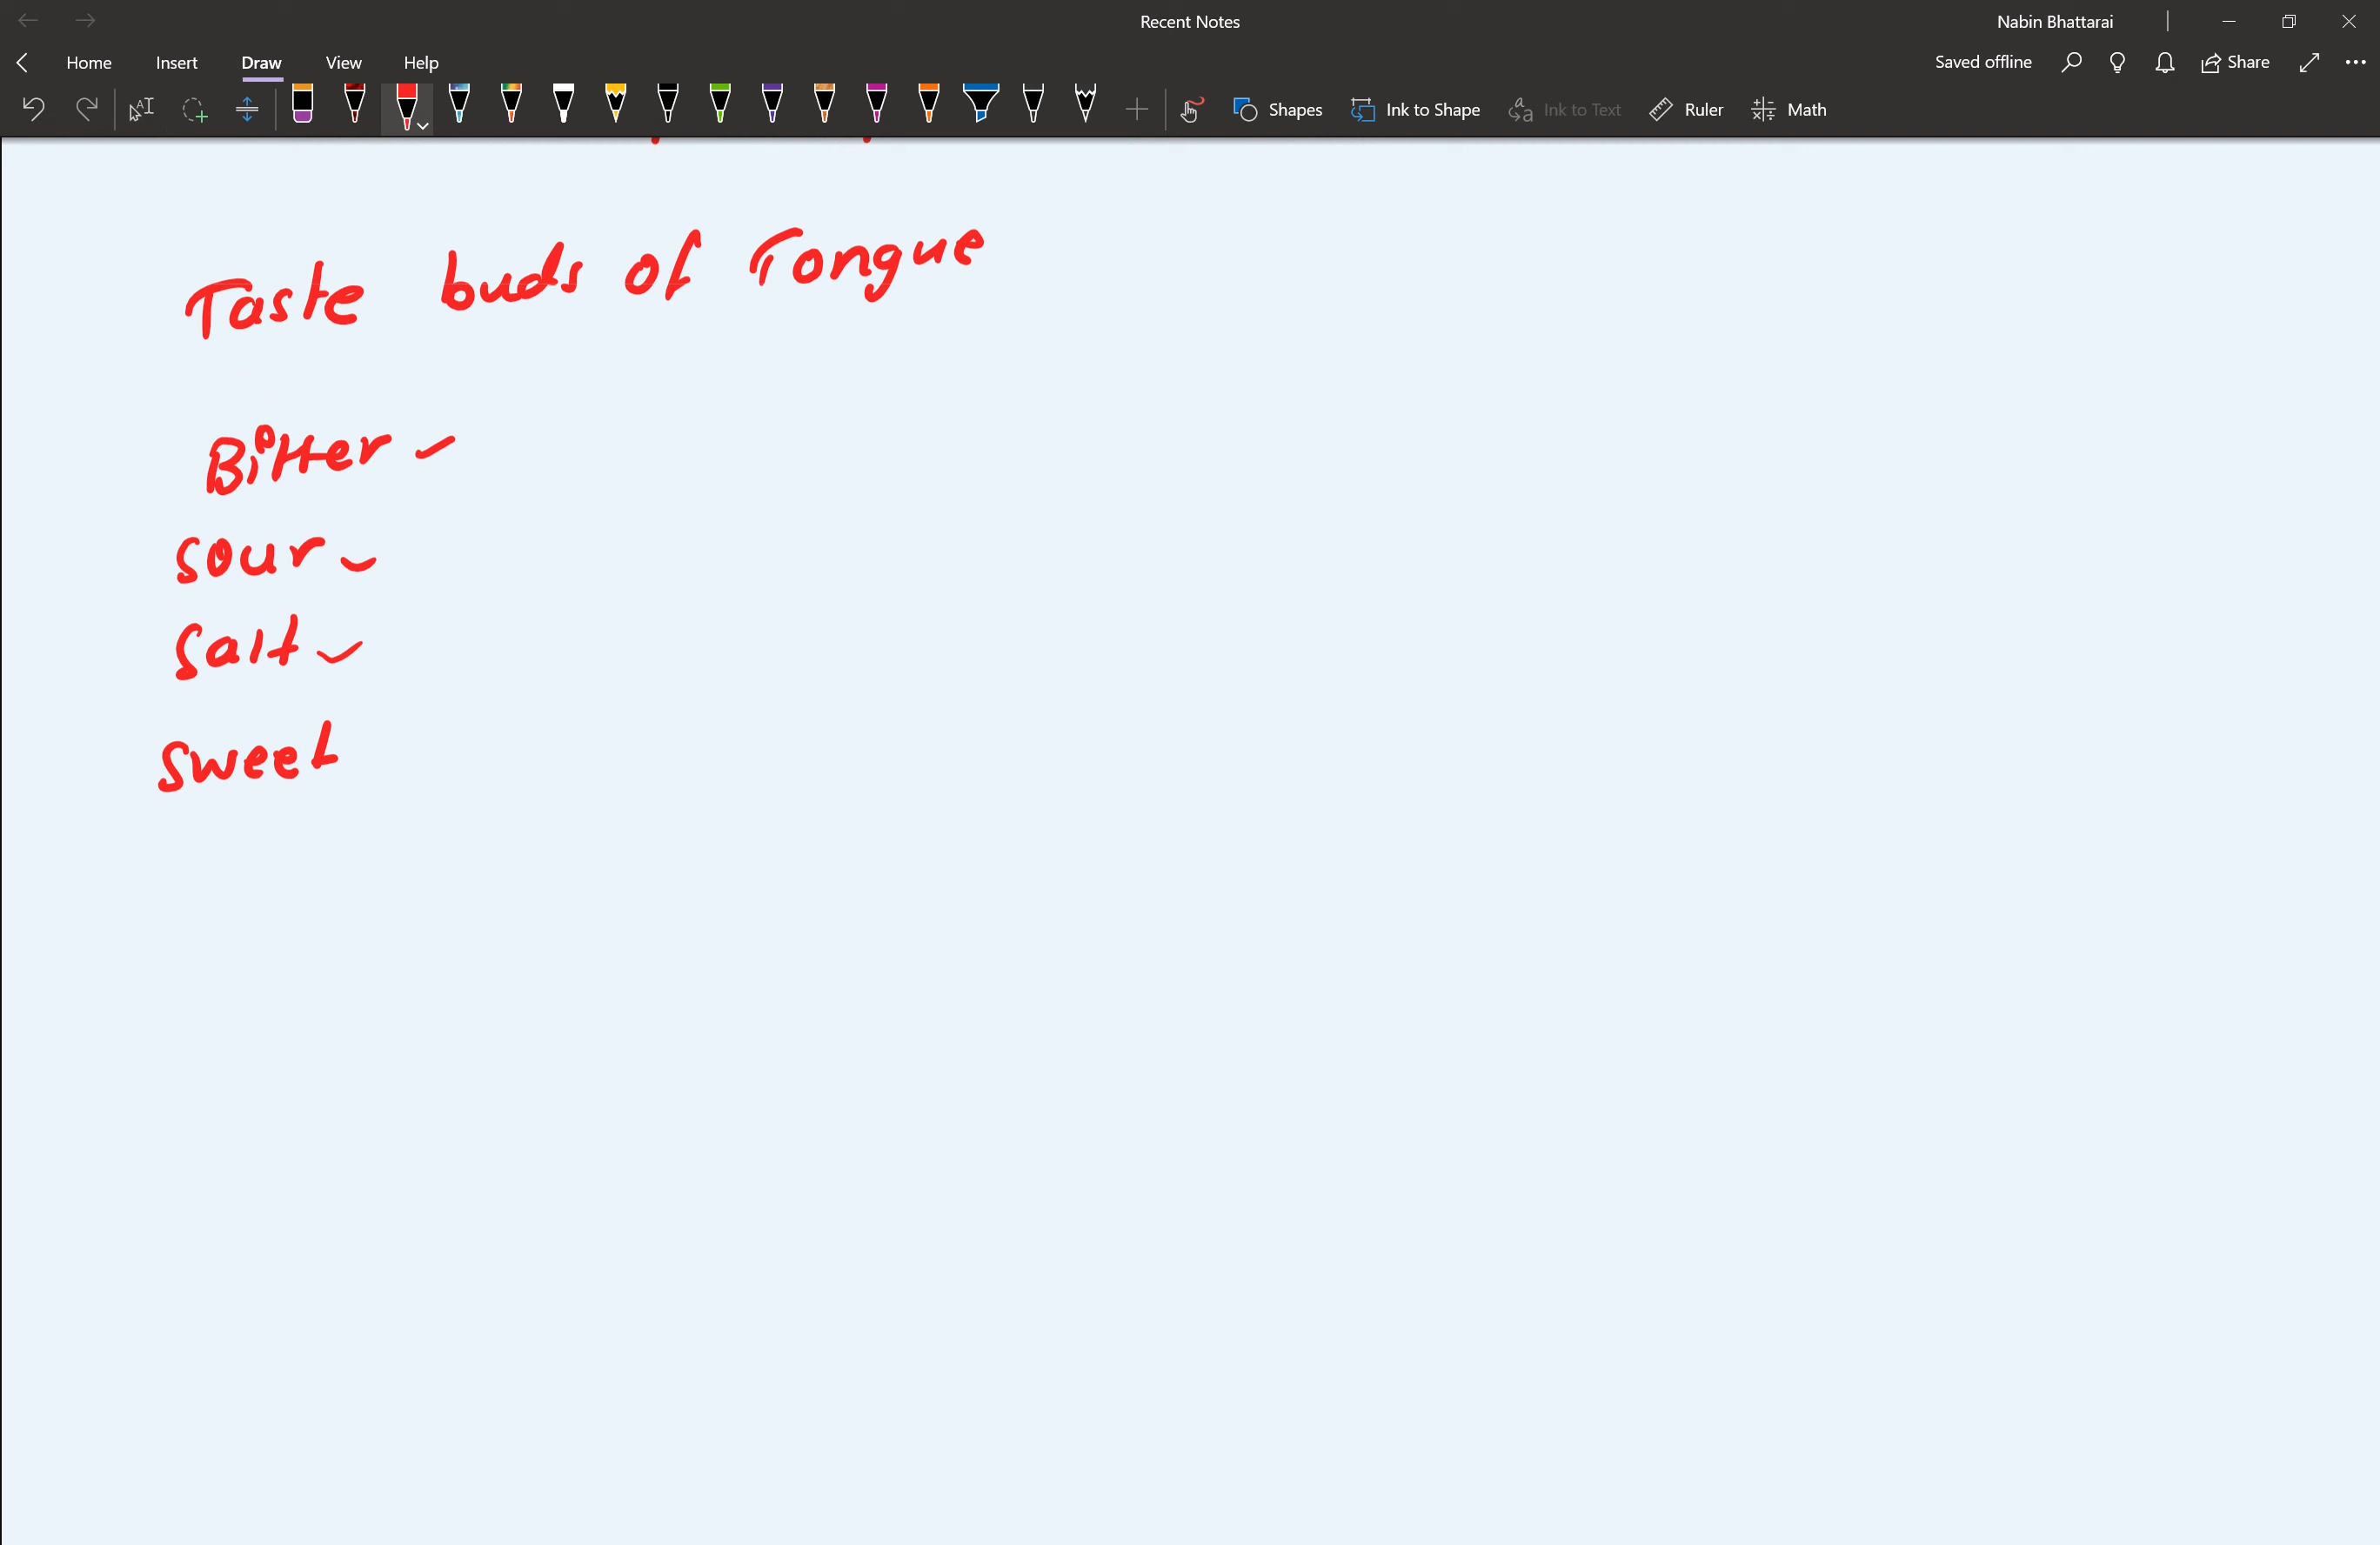 Recent Notes
Nabin Bhattarai
Home Insert Draw View Help
Saved offline Share
Shapes Ink to Shape Ink to Text Ruler Math
Taste buds of Tongue
Bitter -
sour -
Salt -
Sweet